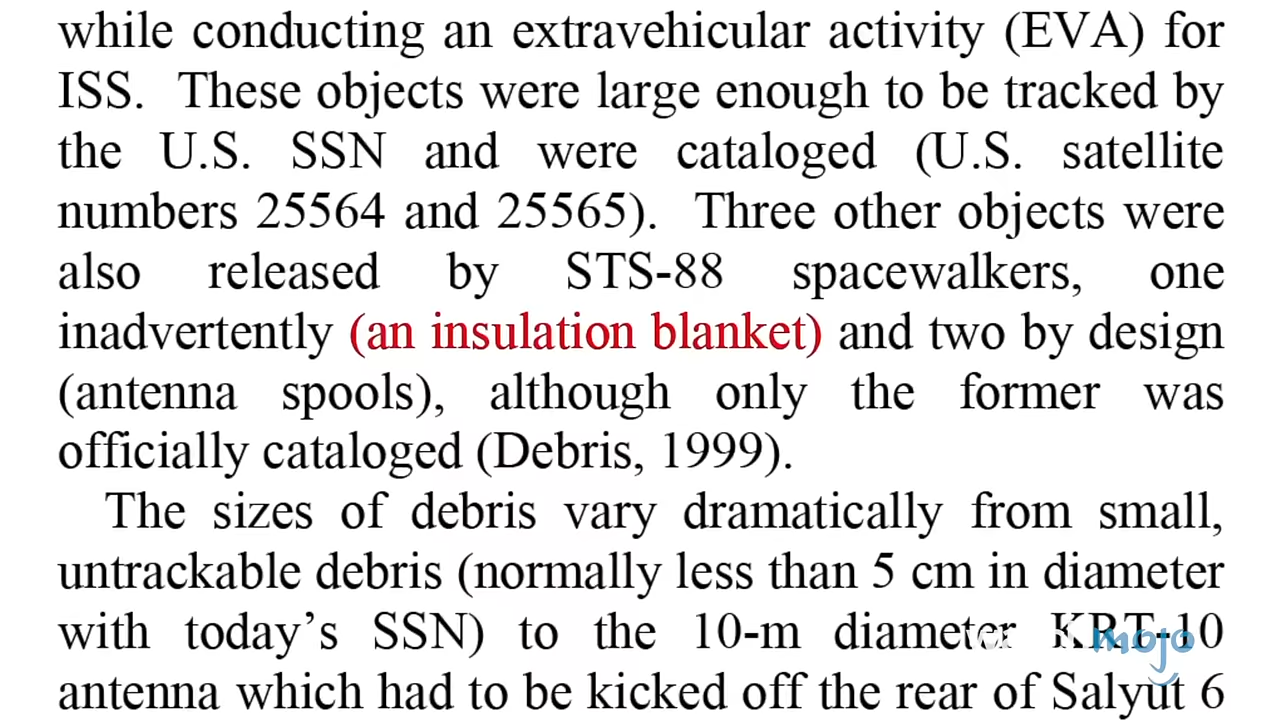 while conducting an extravehicular activity (EVA) for
ISS. These objects were large enough to be tracked by
the U.S. SSN and were cataloged (U.S. satellite
numbers 25564 and 25565). Three other objects were
also released by STS-88 spacewalkers, one
inadvertently (an insulation blanket) and two by design
(antenna spools), although only the former was
officially cataloged (Debris, 1999).
The sizes of debris vary dramatically from small,
untrackable debris (normally less than 5 cm in diameter
with today’s SSN) to the 10-m diameter KRT-10
mojo
antenna which had to be kicked off the rear of Salyut 6